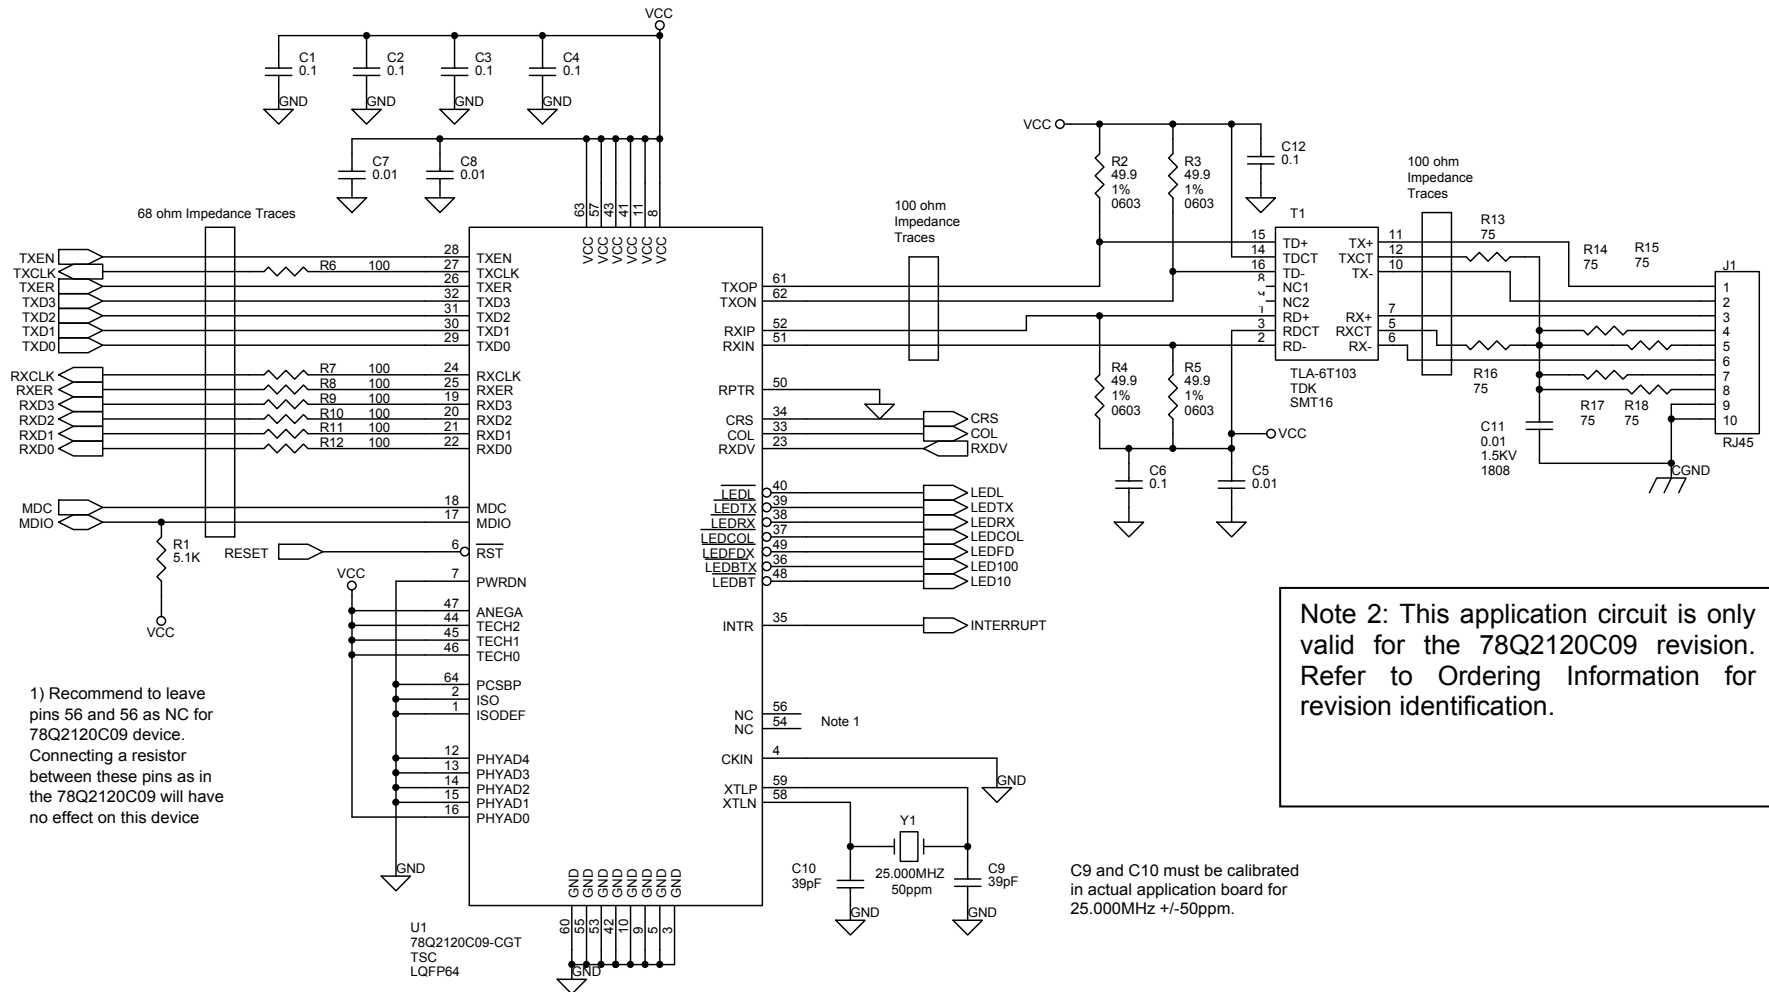 VCC
C1
0.1
C2
0.1
C3
0.1
C4
0.1
GND
GND
GND
GND
C7
0.01
C8
0.01
68 ohm Impedance Traces
63
57
43
41
11
8
VCC
VCC
VCC
VCC
VCC
VCC
TXEN
TXCLK
TXER
TXD3
TXD2
TXD1
TXD0
R6 100
28
27
26
32
31
30
29
TXEN
TXCLK
TXER
TXD3
TXD2
TXD1
TXD0
RXCLK
RXER
RXD3
RXD2
RXD1
RXD0
R7 100
R8 100
R9 100
R10 100
R11 100
R12 100
24
25
19
20
21
22
RXCLK
RXER
RXD3
RXD2
RXD1
RXD0
MDC
MDIO
18
17
MDC
MDIO
R1
5.1K
VCC
RESET
6
RST
VCC
7
PWRDN
47
44
45
46
ANEGA
TECH2
TECH1
TECH0
64
2
1
PCSBP
ISO
ISODEF
12
13
14
15
16
PHYAD4
PHYAD3
PHYAD2
PHYAD1
PHYAD0
GND
1) Recommend to leave
pins 56 and 56 as NC for
78Q2120C09 device.
Connecting a resistor
between these pins as in
the 78Q2120C09 will have
no effect on this device
GND
GND
GND
GND
GND
GND
GND
GND
60
55
53
42
10
9
5
3
GND
U1
78Q2120C09-CGT
TSC
LQFP64
TXOP
TXON
61
62
RXIP
RXIN
52
51
RPTR
50
CRS
COL
RXDV
34
33
23
CRS
COL
RXDV
LEDL
LEDTX
LEDRX
LEDCOL
LEDFDX
LEDBTX
LEDBT
40
39
38
37
49
36
48
LEDL
LEDTX
LEDRX
LEDCOL
LEDFD
LED100
LED10
INTR
35
INTERRUPT
NC
NC
56
54
Note 1
CKIN
4
GND
XTLP
XTLN
59
58
Y1
25.000MHZ
50ppm
C10
39pF
C9
39pF
GND
GND
C9 and C10 must be calibrated
in actual application board for
25.000MHz +/-50ppm.
100 ohm
Impedance
Traces
VCC
R2
49.9
1%
0603
R3
49.9
1%
0603
C12
0.1
R4
49.9
1%
0603
R5
49.9
1%
0603
VCC
C6
0.1
C5
0.01
T1
15
14
16
3
2
TD+
TDCT
TD-
NC1
NC2
RD+
RDCT
RD-
TX+
TXCT
TX-
RX+
RXCT
RX-
11
12
10
7
5
6
TLA-6T103
TDK
SMT16
100 ohm
Impedance
Traces
R13
75
R14
75
R15
75
R16
75
R17
75
R18
75
C11
0.01
1.5KV
1808
CGND
J1
1
2
3
4
5
6
7
8
9
10
RJ45
Note 2: This application circuit is only
valid for the 78Q2120C09 revision.
Refer to Ordering Information for
revision identification.